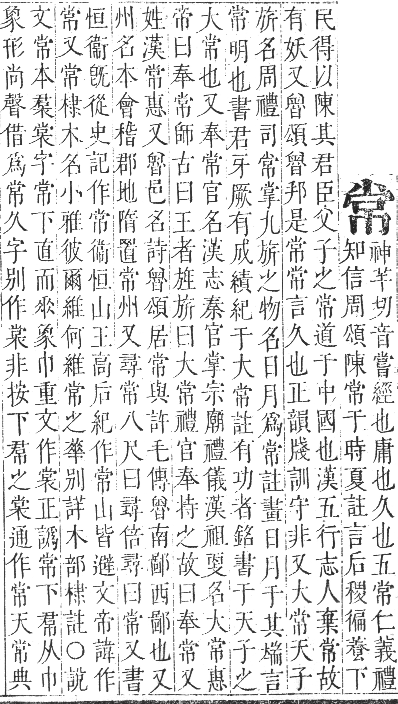 常神芊切音嘗經也庸也久也五常仁義禮
知信周頌陳常于時夏註言后稷徧養下
民得以陳其君臣父子之常道于中國也漢五行志人棄常故
有妖又魯頌魯邦是常常言久也正韻牋訓守非又大常天子
旂名周禮司常掌九旂之物名日月爲常註畫日月于其端言
常明也書君牙厥有成績紀于大常註有功者銘書于天子之
大常也又奉常官名漢志秦官掌宗廟禮儀漢祖更名大常惠
帝曰奉常師古曰王者旌旂曰大常禮官奉持之故曰奉常又
姓漢常惠又魯邑名詩魯頌居常與許毛傳魯南鄙西鄙也又
州名本會稽郡地隋置常州又尋常八尺曰尋倍尋曰常又書
恒衞旣從史記作常衞恒山王高后紀作常山皆避文帝諱作
常又常棣木名小雅彼爾維何維常之華別詳木部棣註〇說
文常本棊裳字常下直而垂象巾重文作裳正譌常下帬从巾
象形尚聲借爲常久字別作裳非按下帬之裳通作常天常典